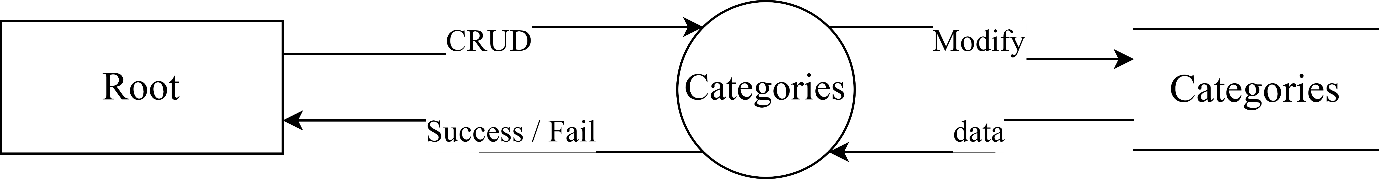 CRUD
Modify
Root
Categories
Categories
Success / Fail
data